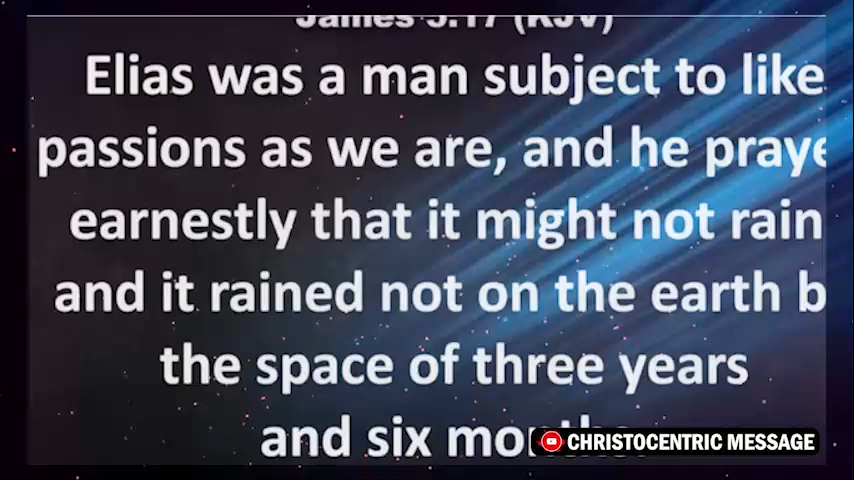 James 5:17 (KJV)
Elias was a man subject to like
passions as we are, and he praye
earnestly that it might not rain
and it rained not on the earth b
the space of three years
and six months.
CHRISTOCENTRIC MESSAGE